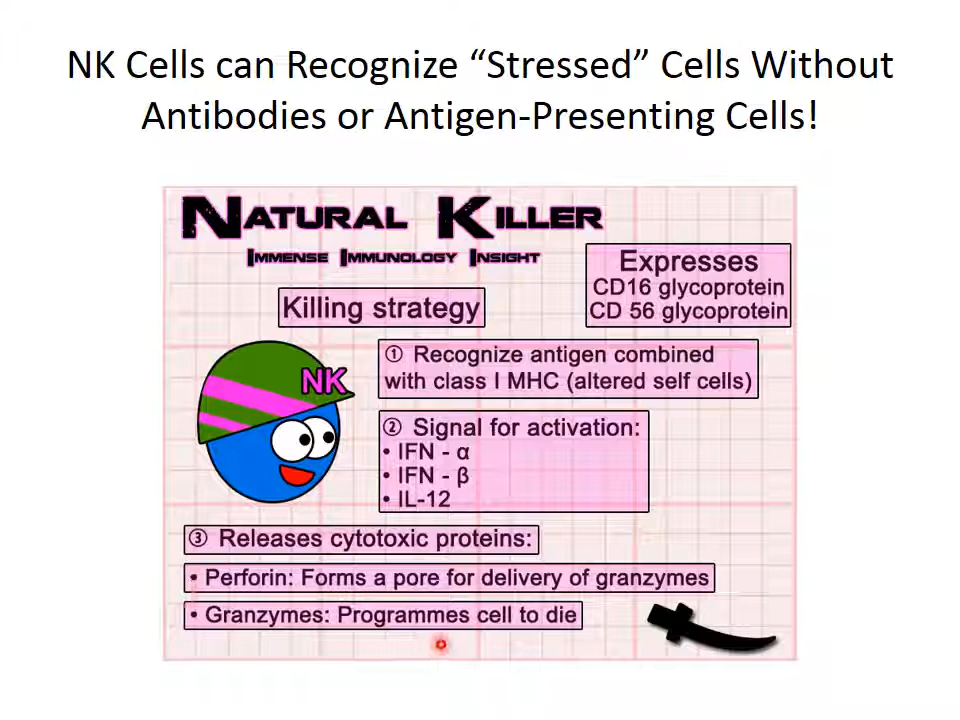 NK Cells can Recognize “Stressed” Cells Without
Antibodies or Antigen-Presenting Cells!
NATURAL KILLER
IMMENSE IMMUNOLOGY INSIGHT
Expresses
CD16 glycoprotein
CD 56 glycoprotein
Killing strategy
NK
① Recognize antigen combined
with class I MHC (altered self cells)
② Signal for activation:
• IFN - α
• IFN - β
• IL-12
③ Releases cytotoxic proteins:
• Perforin: Forms a pore for delivery of granzymes
• Granzymes: Programmes cell to die